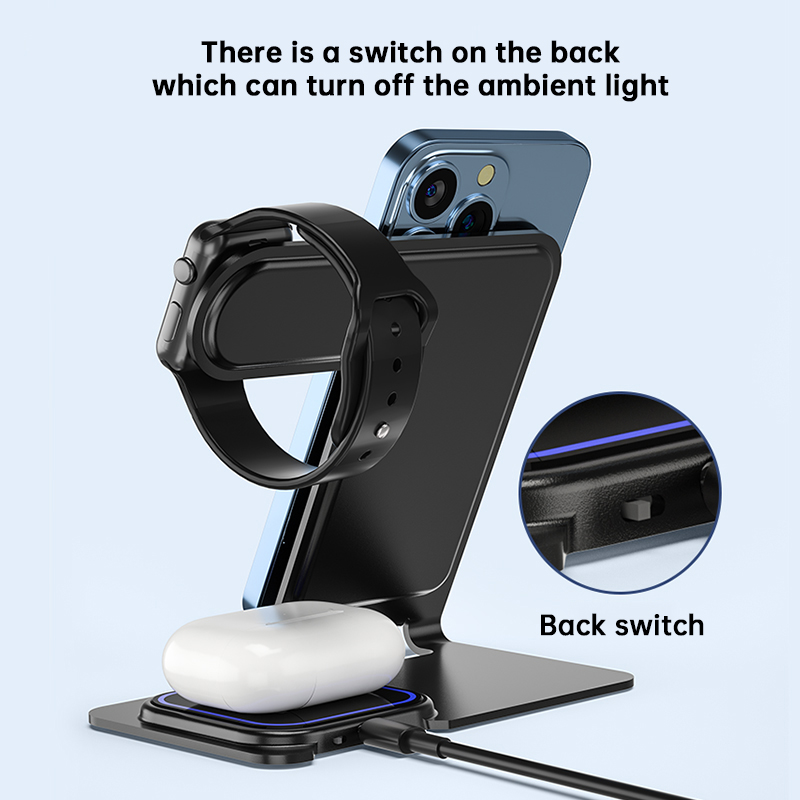 There is a switch on the back
which can turn off the ambient light
Back switch